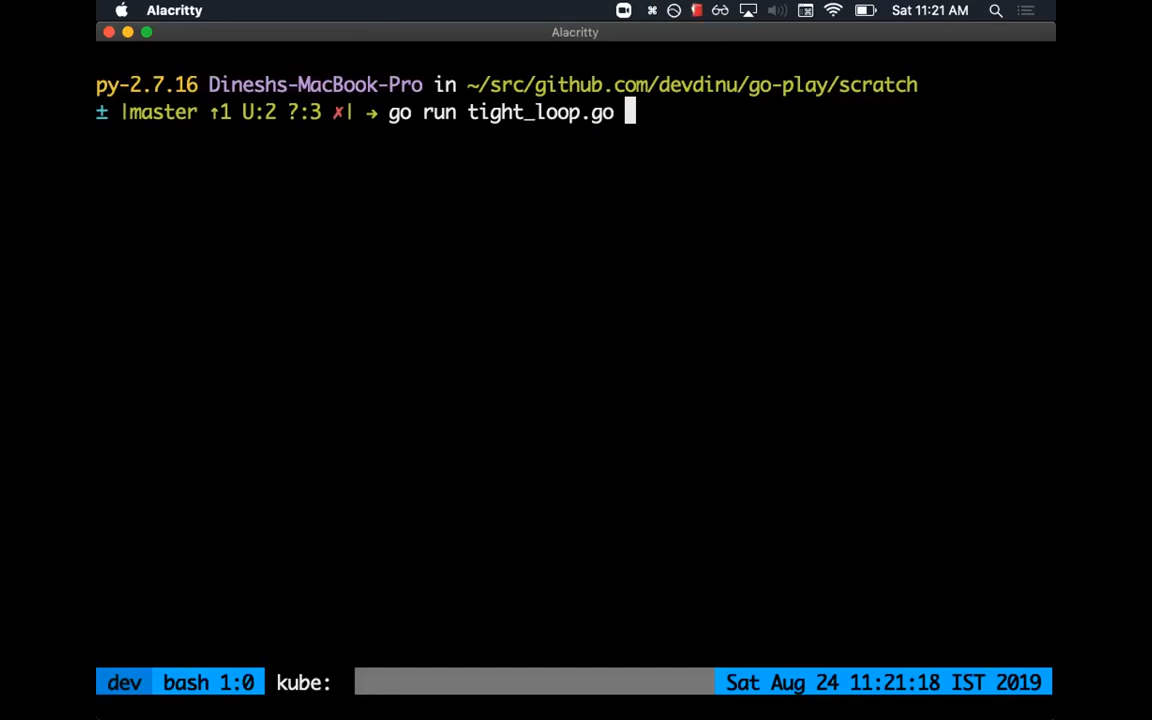 Alacritty
Sat 11:21 AM
Alacritty
py-2.7.16 Dineshs-MacBook-Pro in ~/src/github.com/devdinu/go-play/scratch
± |master ↑1 U:2 ?:3 ✗| → go run tight_loop.go
dev bash 1:0 kube: Sat Aug 24 11:21:18 IST 2019